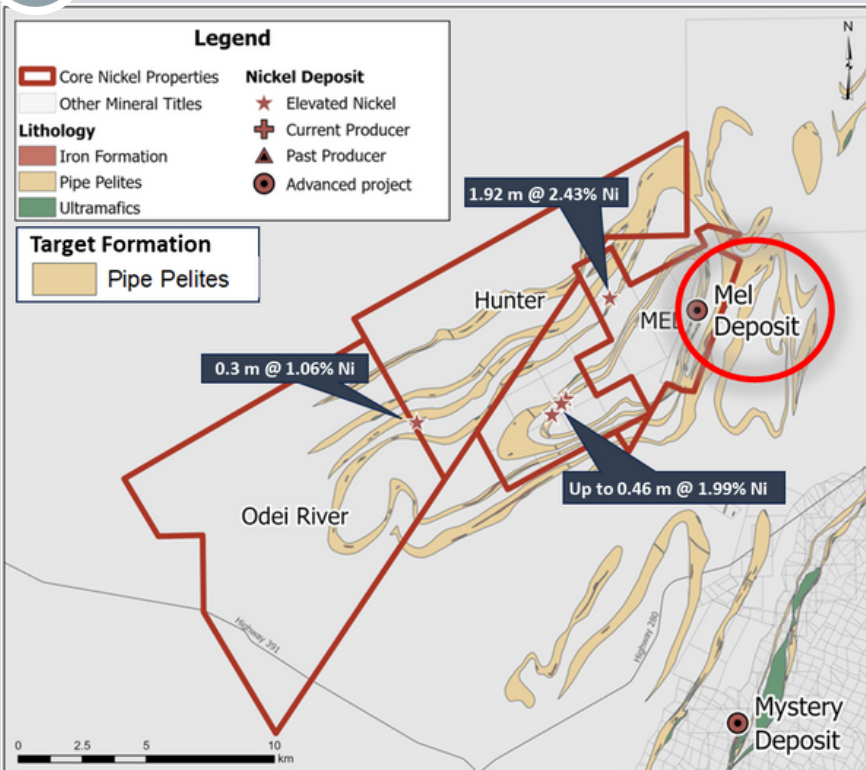 Legend
Core Nickel Properties
Other Mineral Titles
Lithology
Iron Formation
Pipe Pelites
Ultramafics
Nickel Deposit
Elevated Nickel
Current Producer
Past Producer
Advanced project
Target Formation
Pipe Pelites
N
1.92 m @ 2.43% Ni
Hunter
MEL
Mel
Deposit
0.3 m @ 1.06% Ni
Up to 0.46 m @ 1.99% Ni
Odei River
Highway 391
Highway 280
Mystery
Deposit
0 2.5 5 10
km